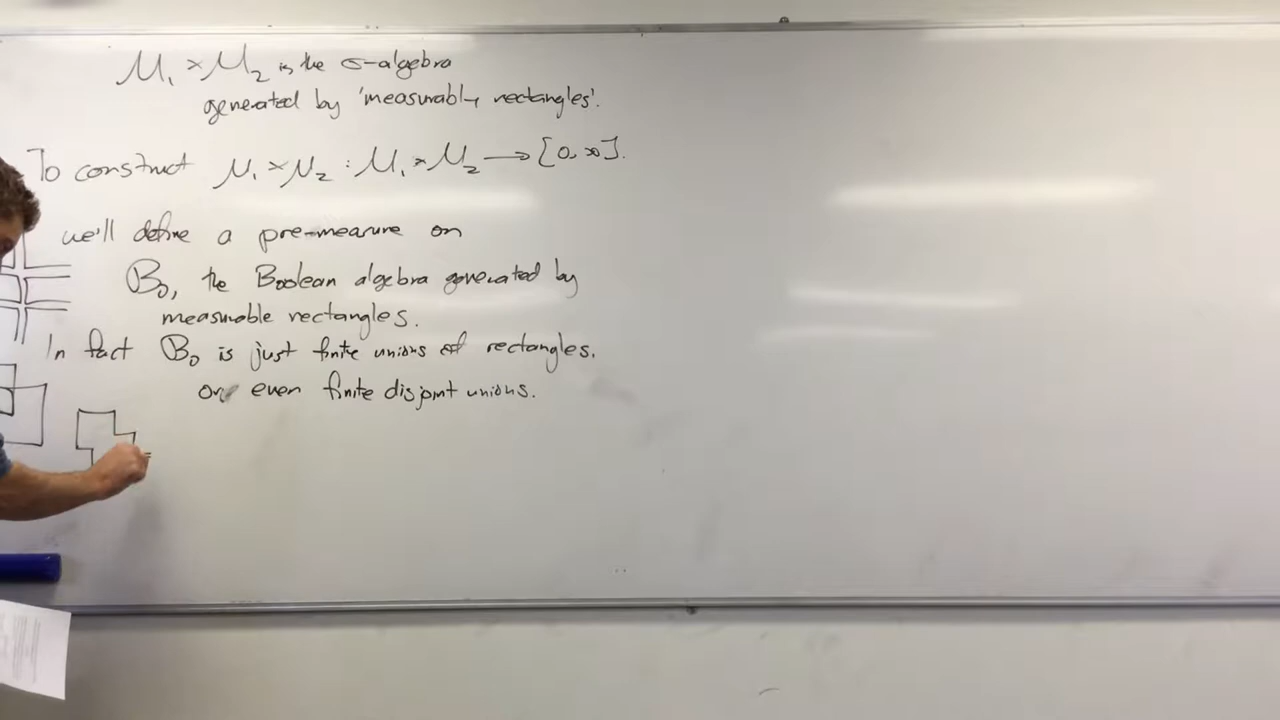 ℳ₁ × ℳ₂ is the σ-algebra
generated by 'measurable rectangles'.
To construct μ₁ × μ₂ : ℳ₁ × ℳ₂ → [0, ∞].
we'll define a pre-measure on
B₀, the Boolean algebra generated by
measurable rectangles.
In fact B₀ is just finite unions of rectangles.
or even finite disjoint unions.